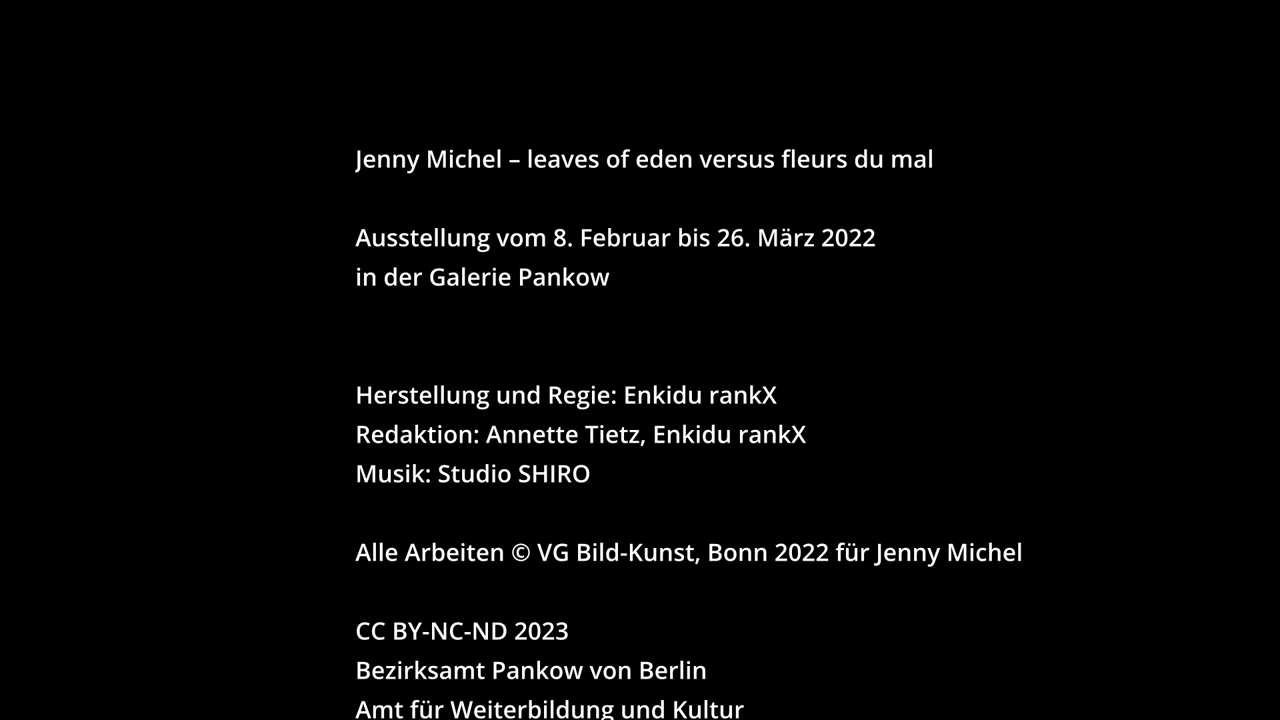 Jenny Michel – leaves of eden versus fleurs du mal
Ausstellung vom 8. Februar bis 26. März 2022
in der Galerie Pankow
Herstellung und Regie: Enkidu rankX
Redaktion: Annette Tietz, Enkidu rankX
Musik: Studio SHIRO
Alle Arbeiten © VG Bild-Kunst, Bonn 2022 für Jenny Michel
CC BY-NC-ND 2023
Bezirksamt Pankow von Berlin
Amt für Weiterbildung und Kultur